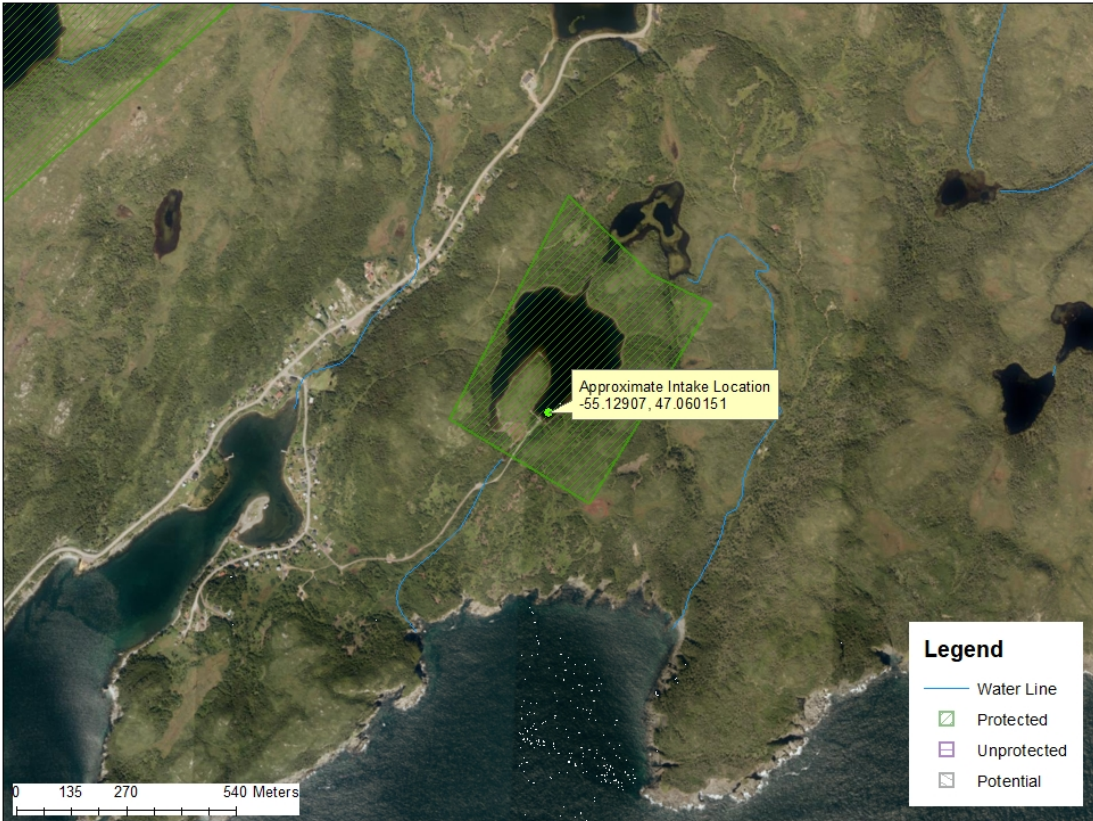 Approximate Intake Location
-55.12907, 47.060151
Legend
Water Line
Protected
Unprotected
Potential
0 135 270 540 Meters